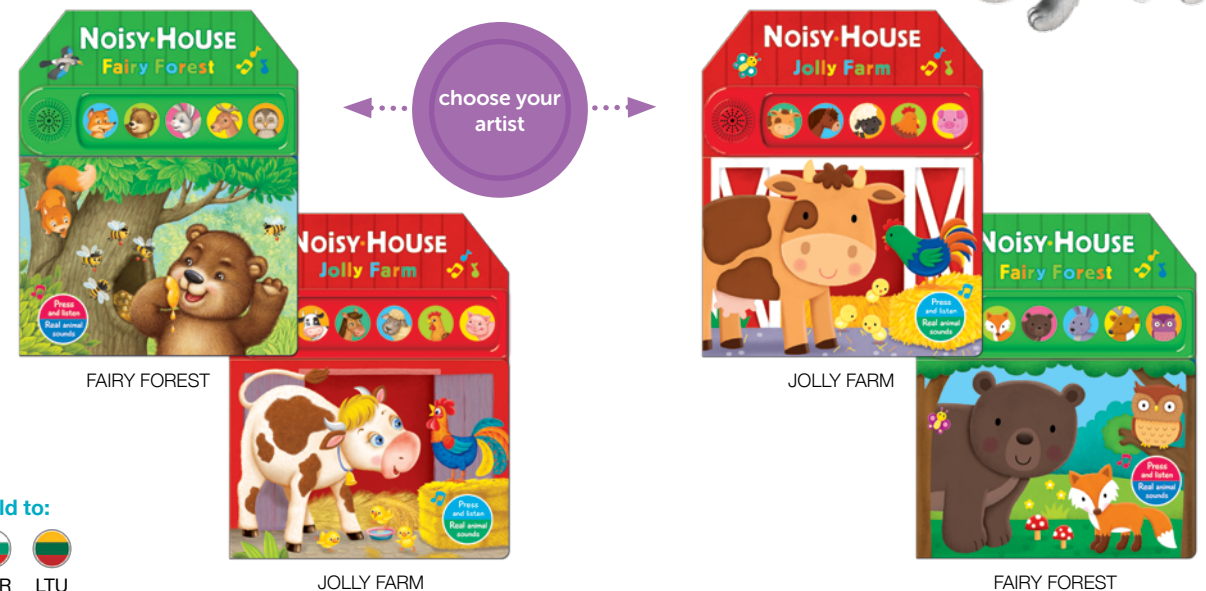 NOISY·HOUSE
Fairy Forest
Press
and listen
Real animal
sounds
FAIRY FOREST
NOISY·HOUSE
Jolly Farm
Press
and listen
Real animal
sounds
JOLLY FARM
choose your
artist
NOISY·HOUSE
Jolly Farm
Press
and listen
Real animal
sounds
JOLLY FARM
NOISY·HOUSE
Fairy Forest
Press
and listen
Real animal
sounds
FAIRY FOREST
ld to:
R LTU